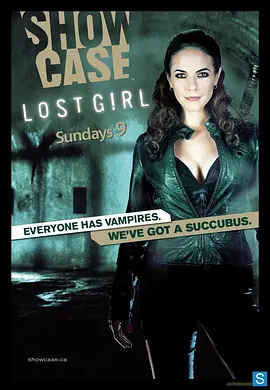 SHOW
CASE
LOST GIRL
Sundays 9
EVERYONE HAS VAMPIRES.
WE'VE GOT A SUCCUBUS.
showcase.ca
S